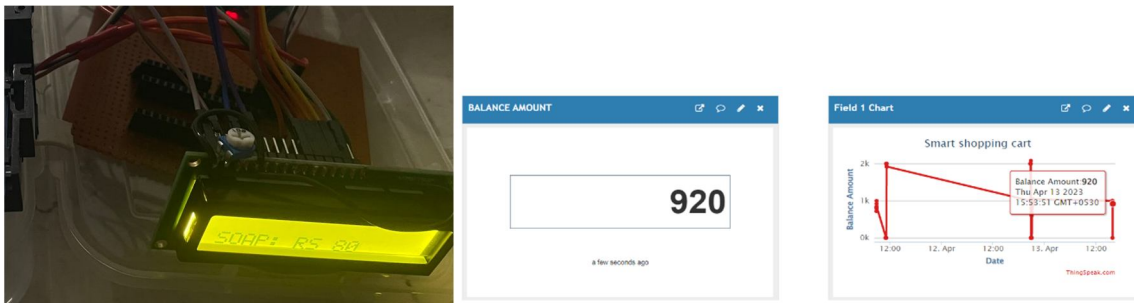 SOAP: RS 80
BALANCE AMOUNT
920
a few seconds ago
Field 1 Chart
Smart shopping cart
Balance Amount
2k
1k
0k
Balance Amount:920
Thu Apr 13 2023
15:53:51 GMT+0530
12:00
12. Apr
12:00
13. Apr
12:00
Date
ThingSpeak.com